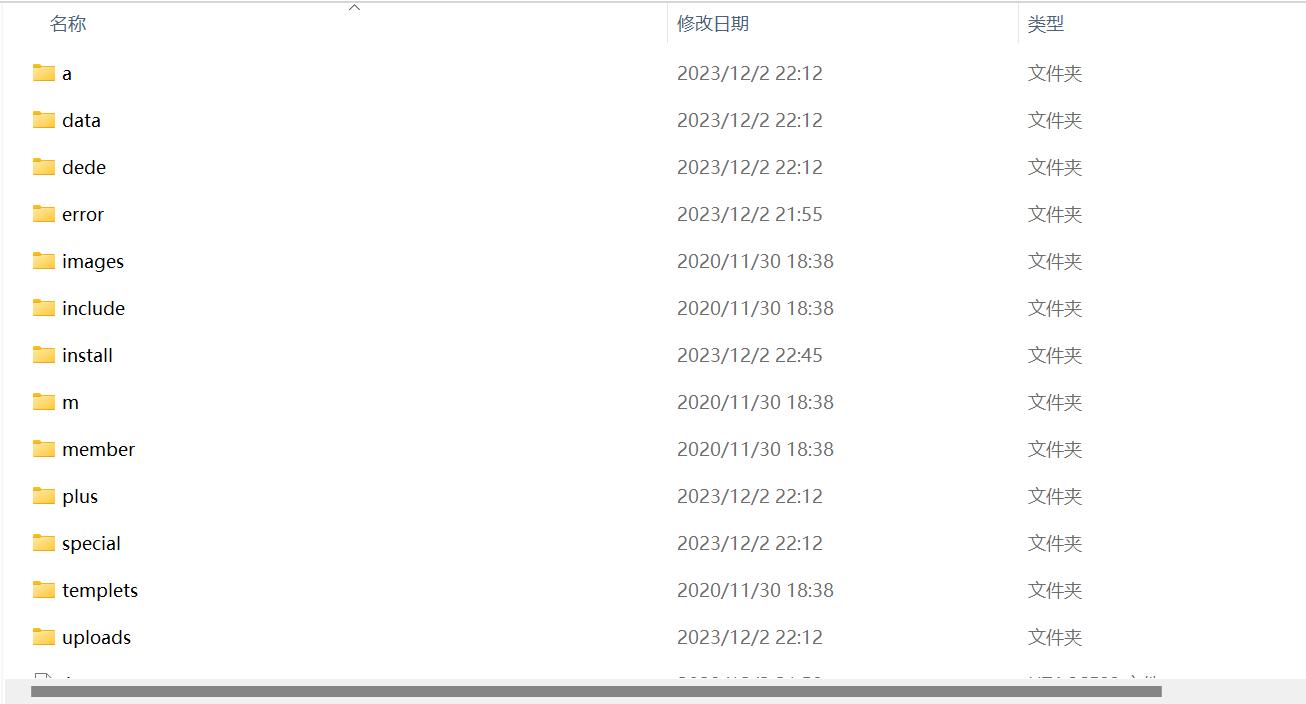 名称 修改日期 类型
a 2023/12/2 22:12 文件夹
data 2023/12/2 22:12 文件夹
dede 2023/12/2 22:12 文件夹
error 2023/12/2 21:55 文件夹
images 2020/11/30 18:38 文件夹
include 2020/11/30 18:38 文件夹
install 2023/12/2 22:45 文件夹
m 2020/11/30 18:38 文件夹
member 2020/11/30 18:38 文件夹
plus 2023/12/2 22:12 文件夹
special 2023/12/2 22:12 文件夹
templets 2020/11/30 18:38 文件夹
uploads 2023/12/2 22:12 文件夹